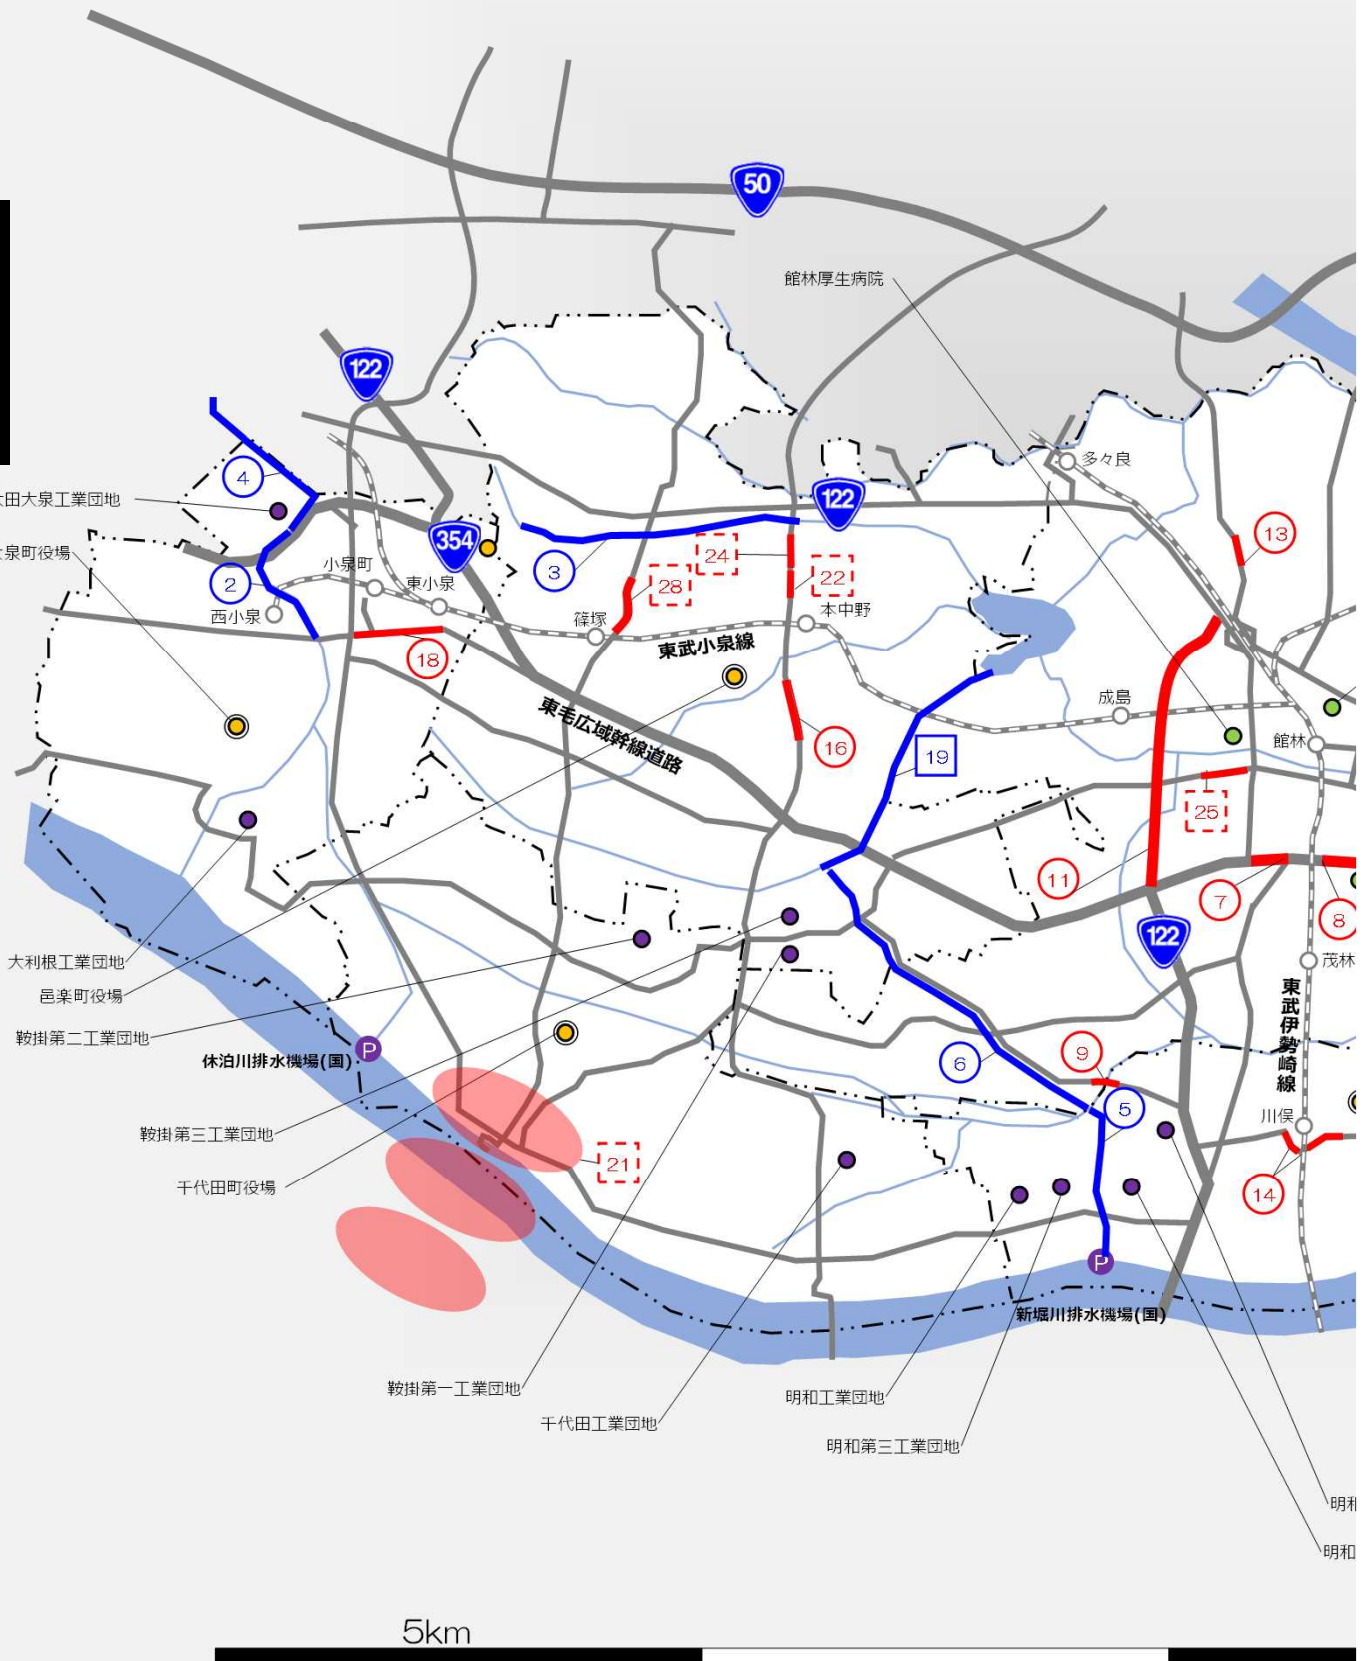 50
館林厚生病院
122
多々良
4
太田大泉工業団地
122
13
354
大泉町役場
24
3
小泉町
22
2
28
東小泉
西小泉
本中野
篠塚
東武小泉線
18
成島
東毛広域幹線道路
16
館林
19
25
11
7
8
122
大利根工業団地
茂林
邑楽町役場
東武伊勢崎線
鞍掛第二工業団地
休泊川排水機場(国)
P
9
6
5
川俣
鞍掛第三工業団地
21
千代田町役場
14
P
新堀川排水機場(国)
鞍掛第一工業団地
明和工業団地
千代田工業団地
明和第三工業団地
明和
明和
5km